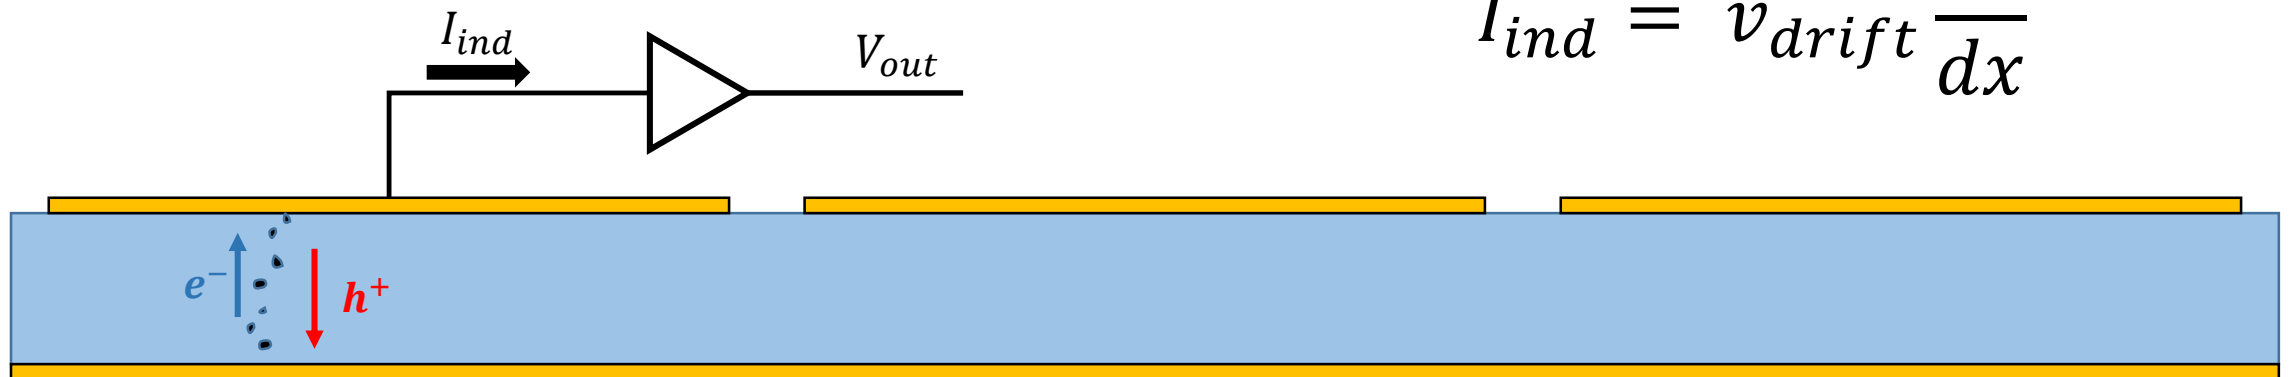 I_ind
V_out
I_ind = v_drift / dx
e⁻
h⁺